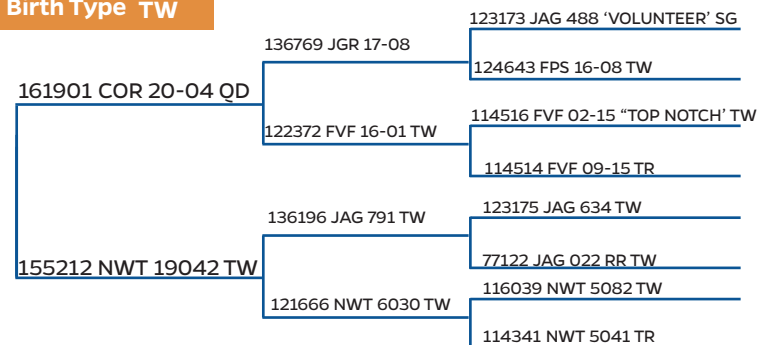 Birth Type TW
123173 JAG 488 ‘VOLUNTEER’ SG
136769 JGR 17-08
124643 FPS 16-08 TW
161901 COR 20-04 QD
114516 FVF 02-15 “TOP NOTCH’ TW
122372 FVF 16-01 TW
114514 FVF 09-15 TR
123175 JAG 634 TW
136196 JAG 791 TW
77122 JAG 022 RR TW
155212 NWT 19042 TW
116039 NWT 5082 TW
121666 NWT 6030 TW
114341 NWT 5041 TR